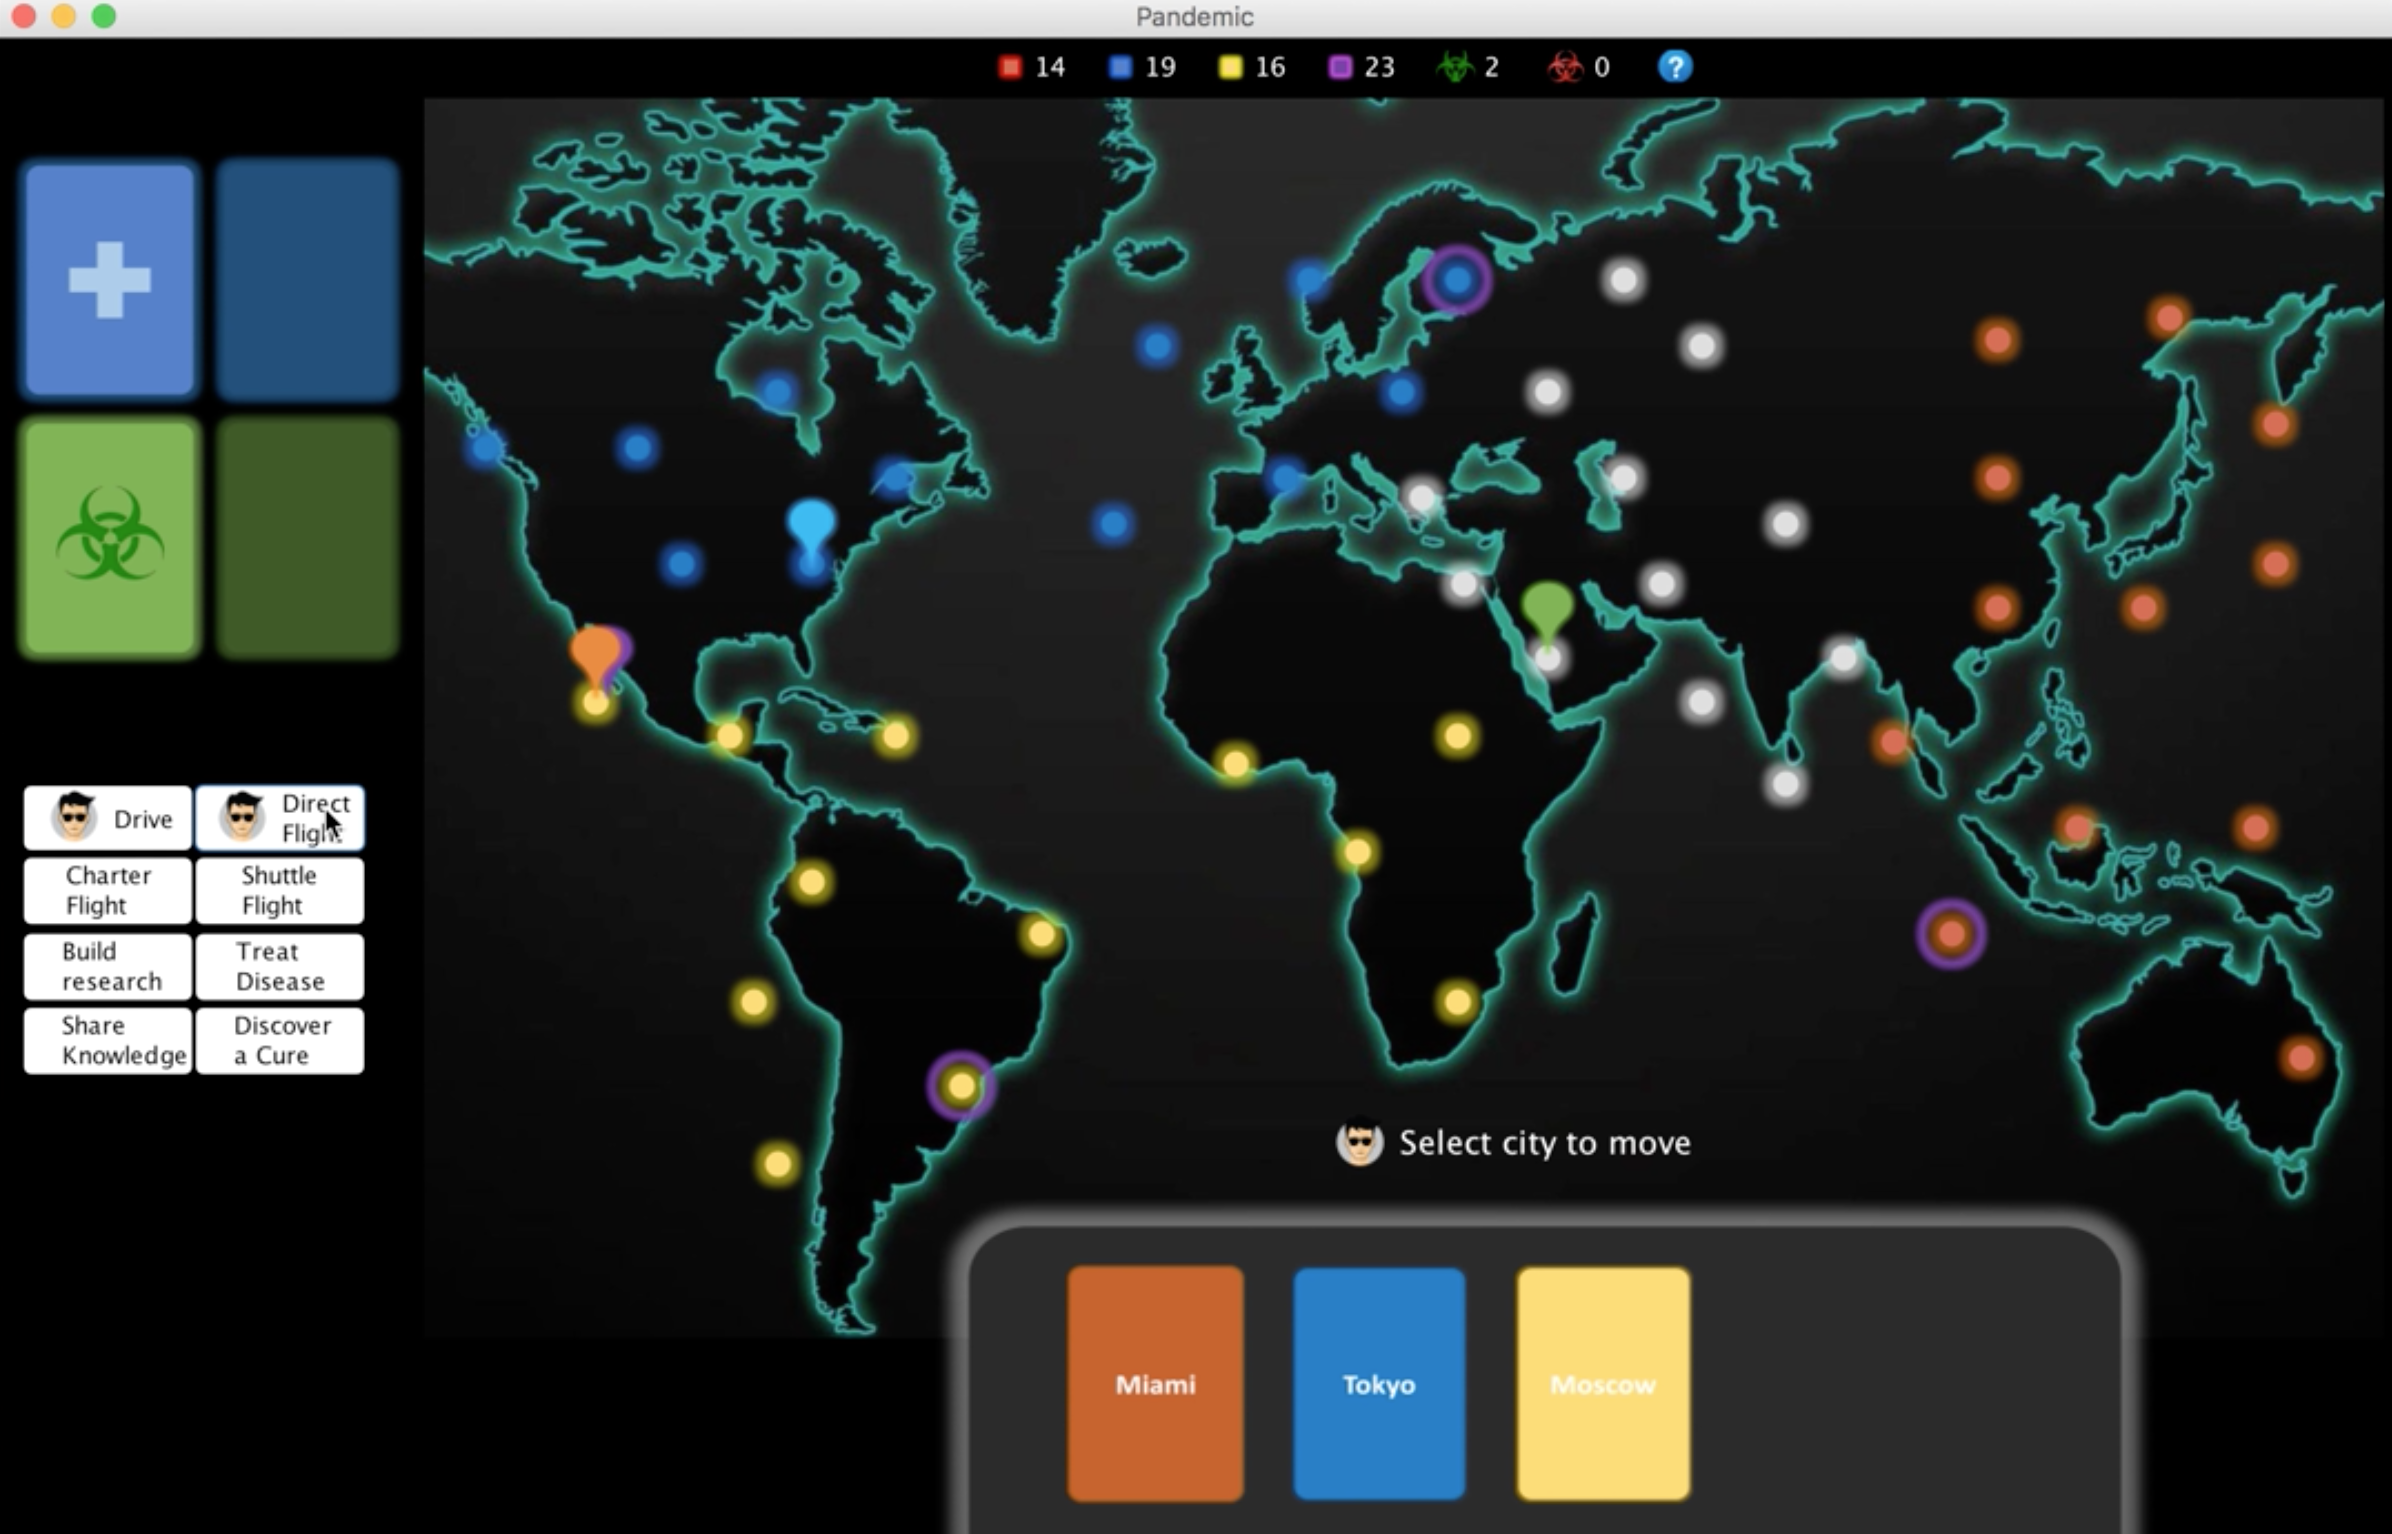 Pandemic
14 19 16 23 2 0 ?
Drive
Direct
Flight
Charter
Flight
Shuttle
Flight
Build
research
Treat
Disease
Share
Knowledge
Discover
a Cure
Select city to move
Miami
Tokyo
Moscow